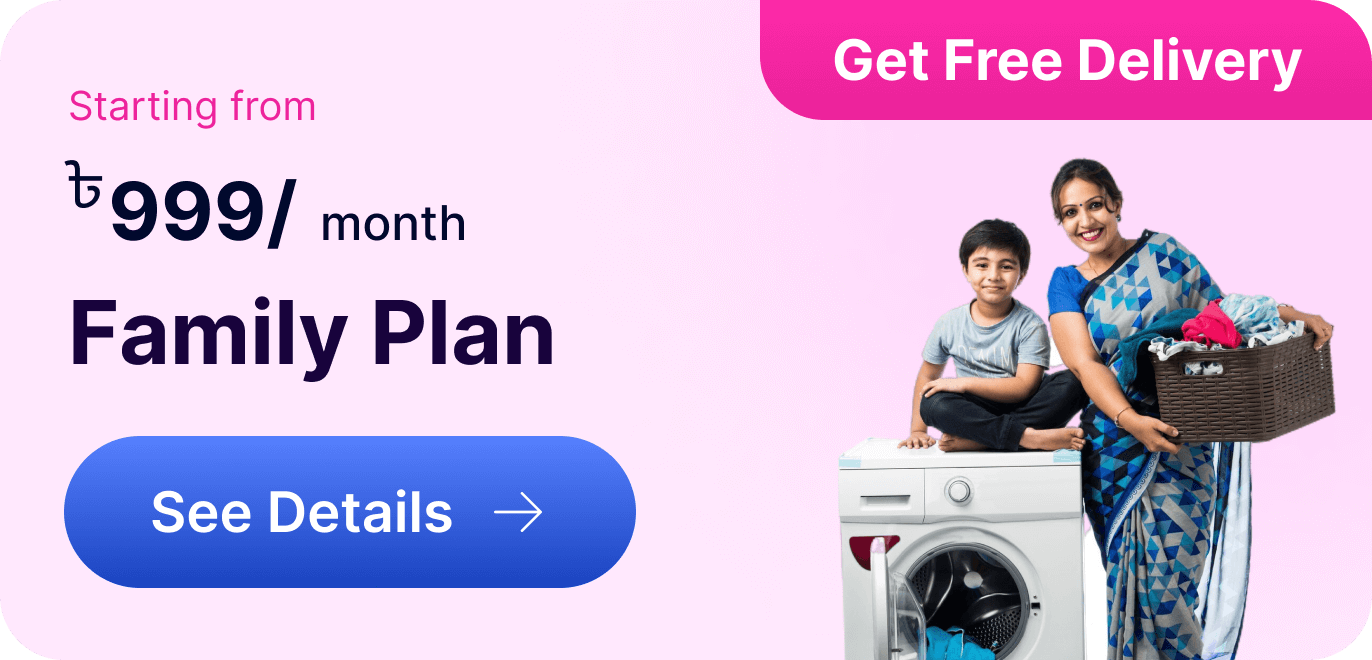 Get Free Delivery
Starting from
৳999/ month
Family Plan
See Details →